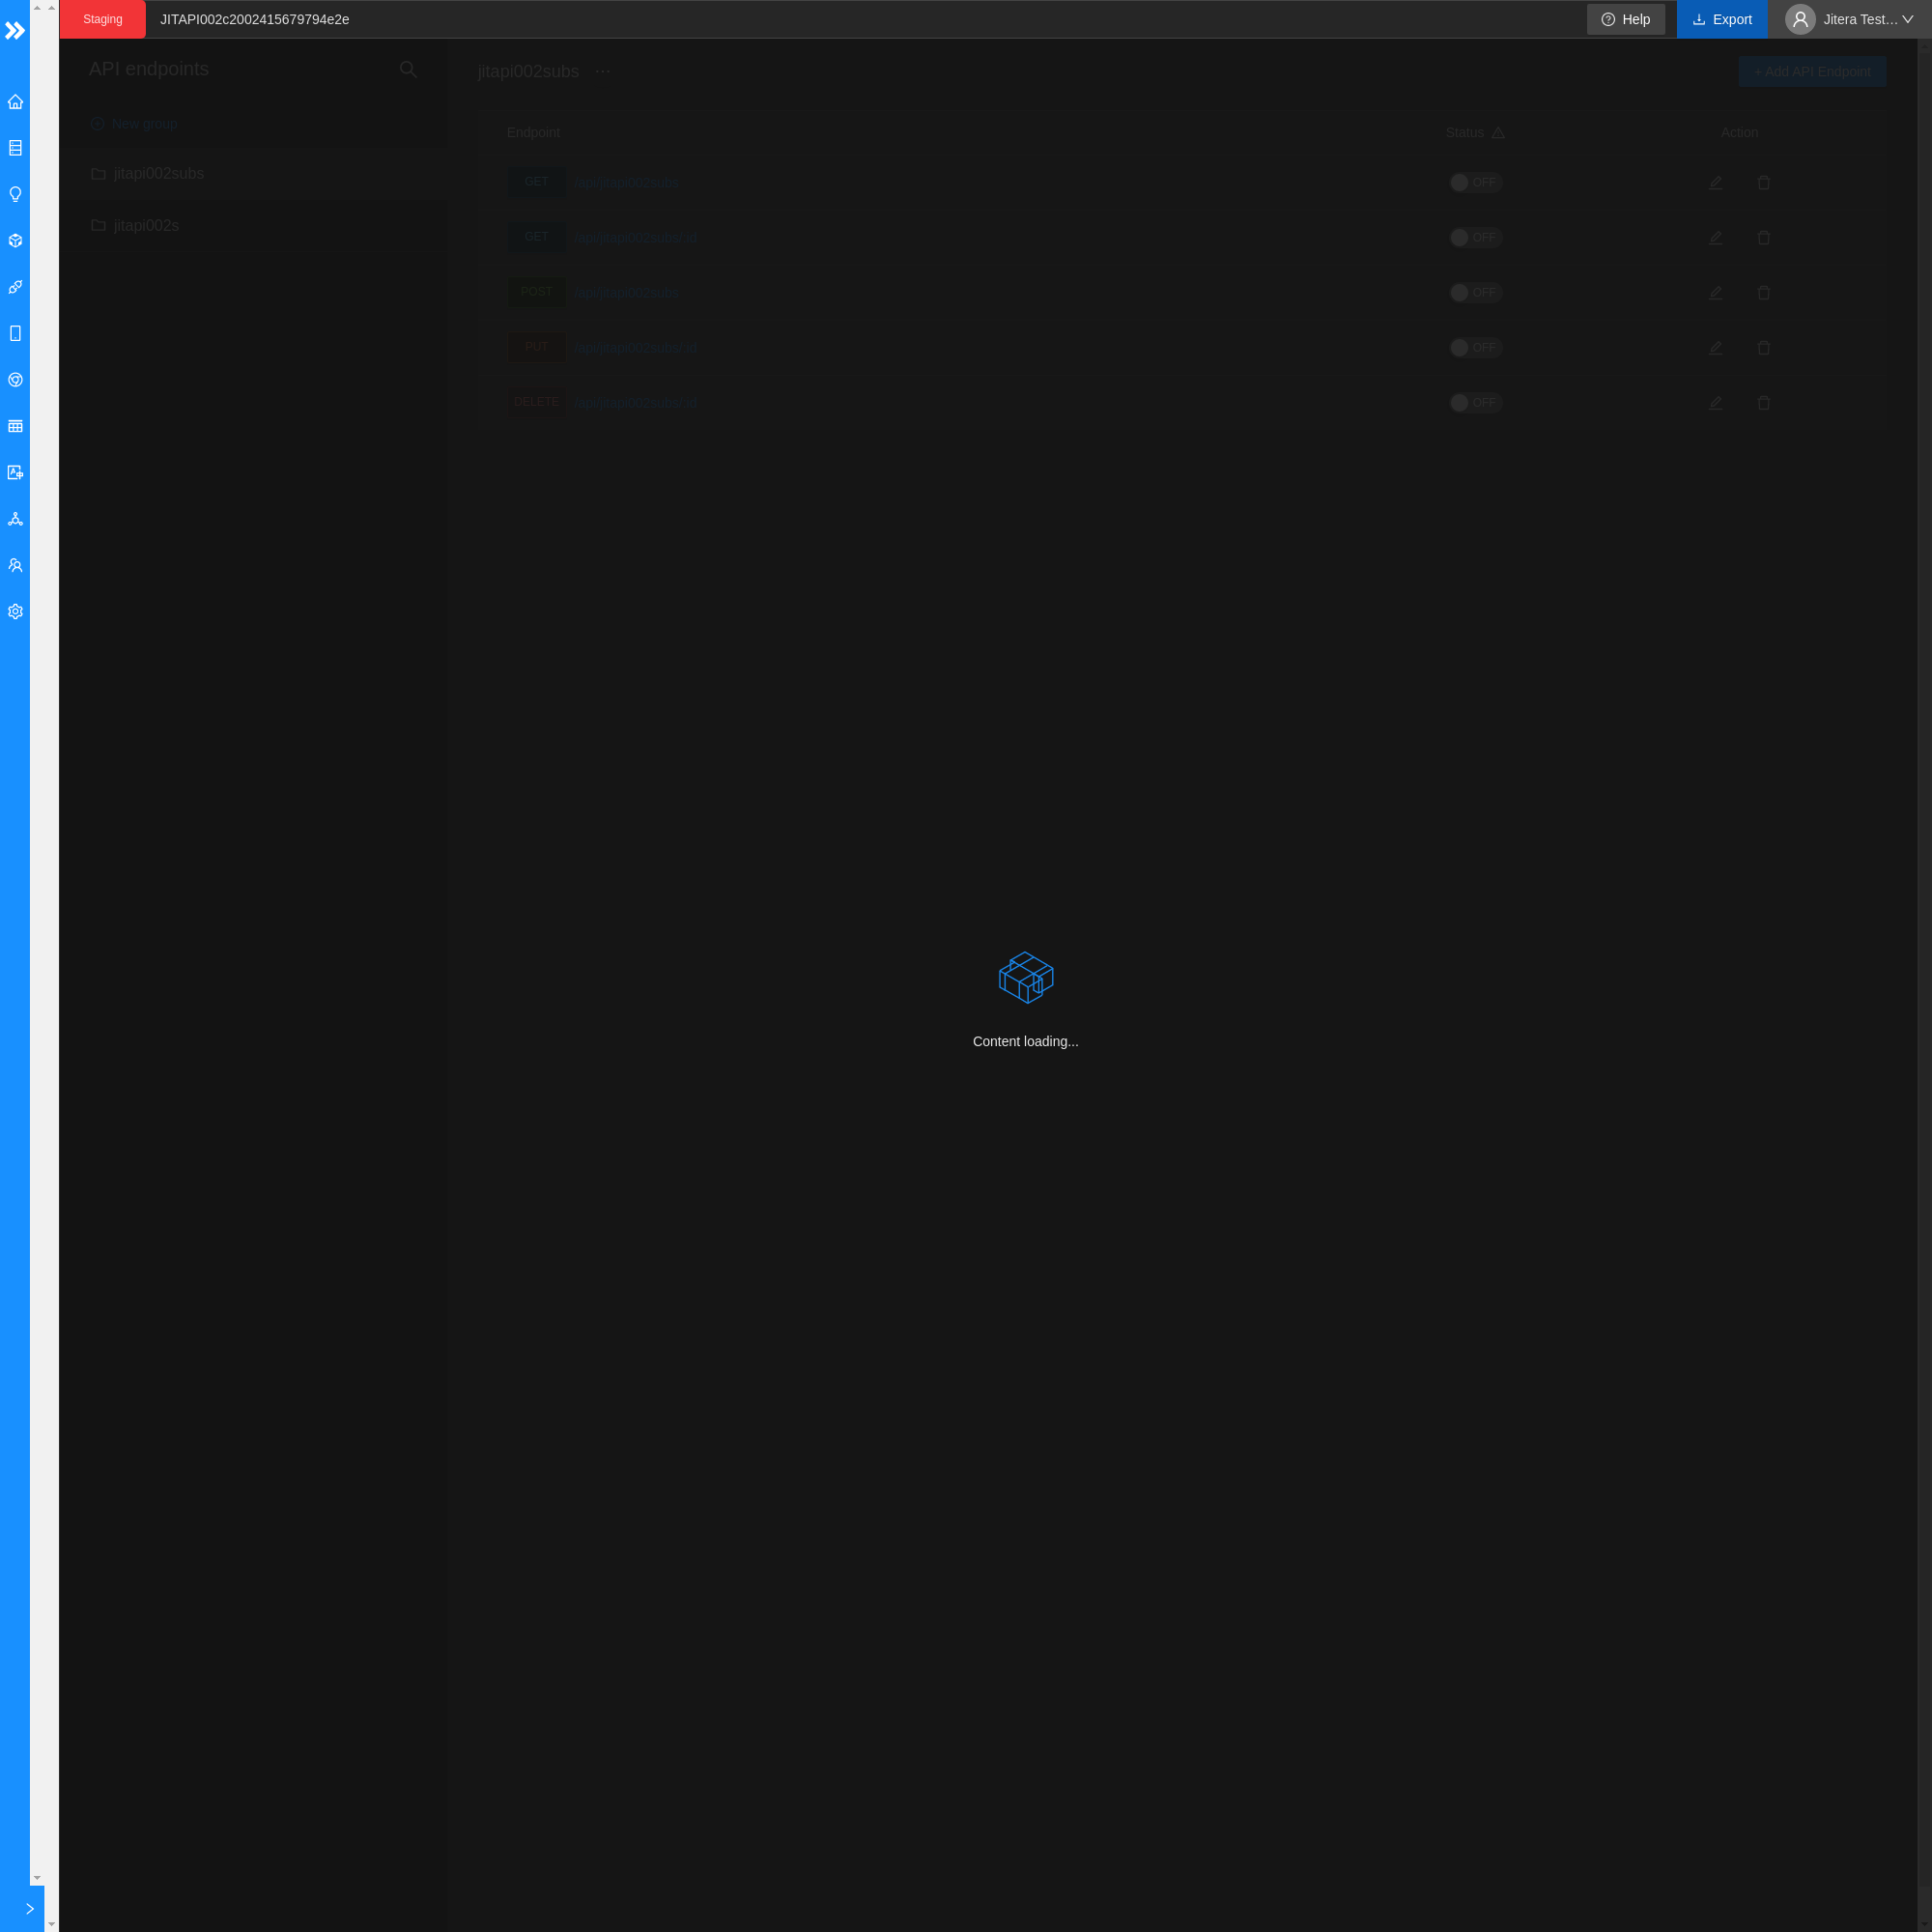 Staging
JITAPI002c2002415679794e2e
Help
Export
Jitera Test...
API endpoints
New group
jitapi002subs
jitapi002s
jitapi002subs ...
+ Add API Endpoint
Endpoint Status Action
GET /api/jitapi002subs OFF
GET /api/jitapi002subs/:id OFF
POST /api/jitapi002subs OFF
PUT /api/jitapi002subs/:id OFF
DELETE /api/jitapi002subs/:id OFF
Content loading...